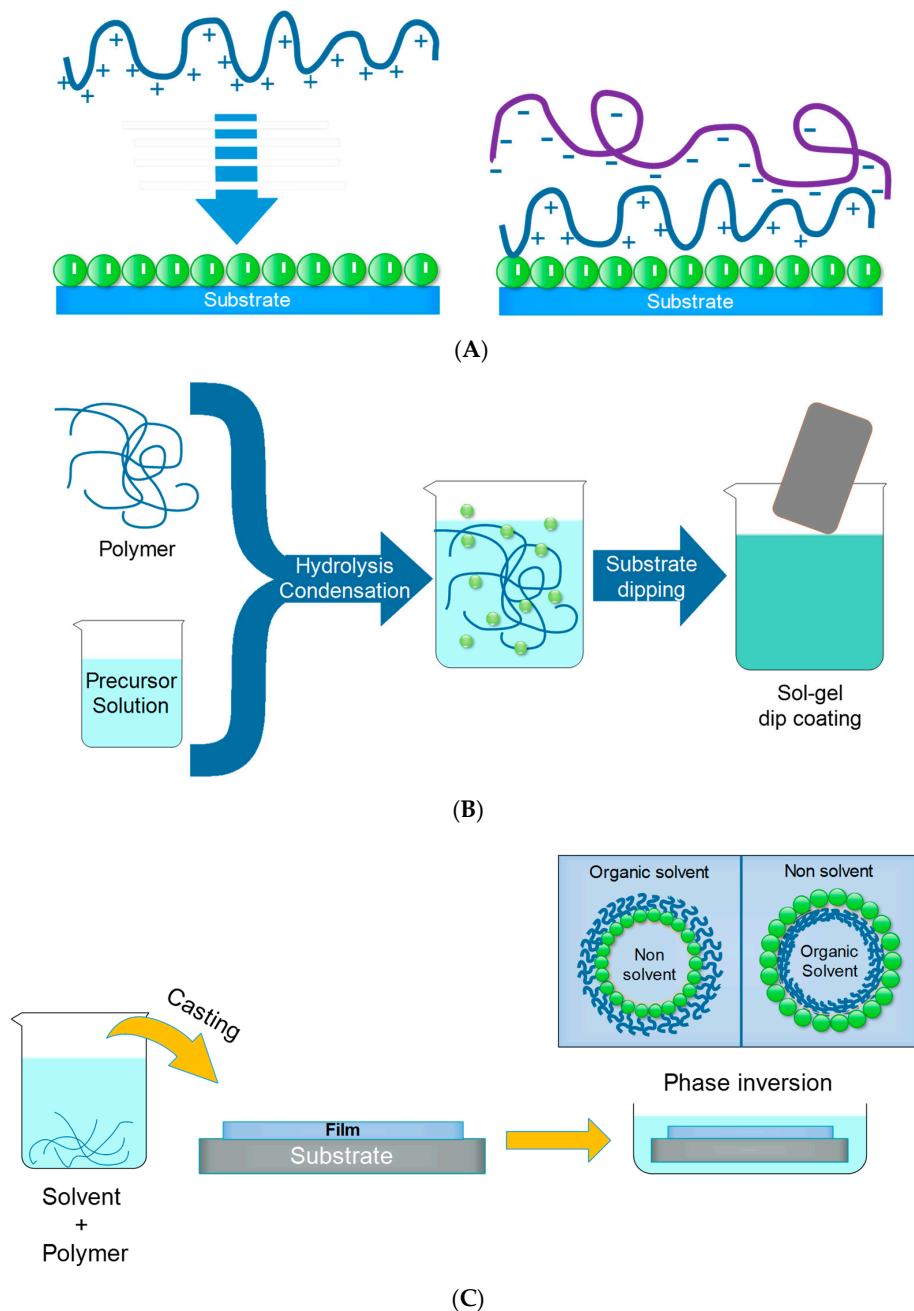 Substrate
Substrate
(A)
Polymer
Precursor
Solution
Hydrolysis
Condensation
Substrate
dipping
Sol-gel
dip coating
(B)
Organic solvent
Non solvent
Non
solvent
Organic
Solvent
Casting
Phase inversion
Film
Substrate
Solvent
+
Polymer
(C)